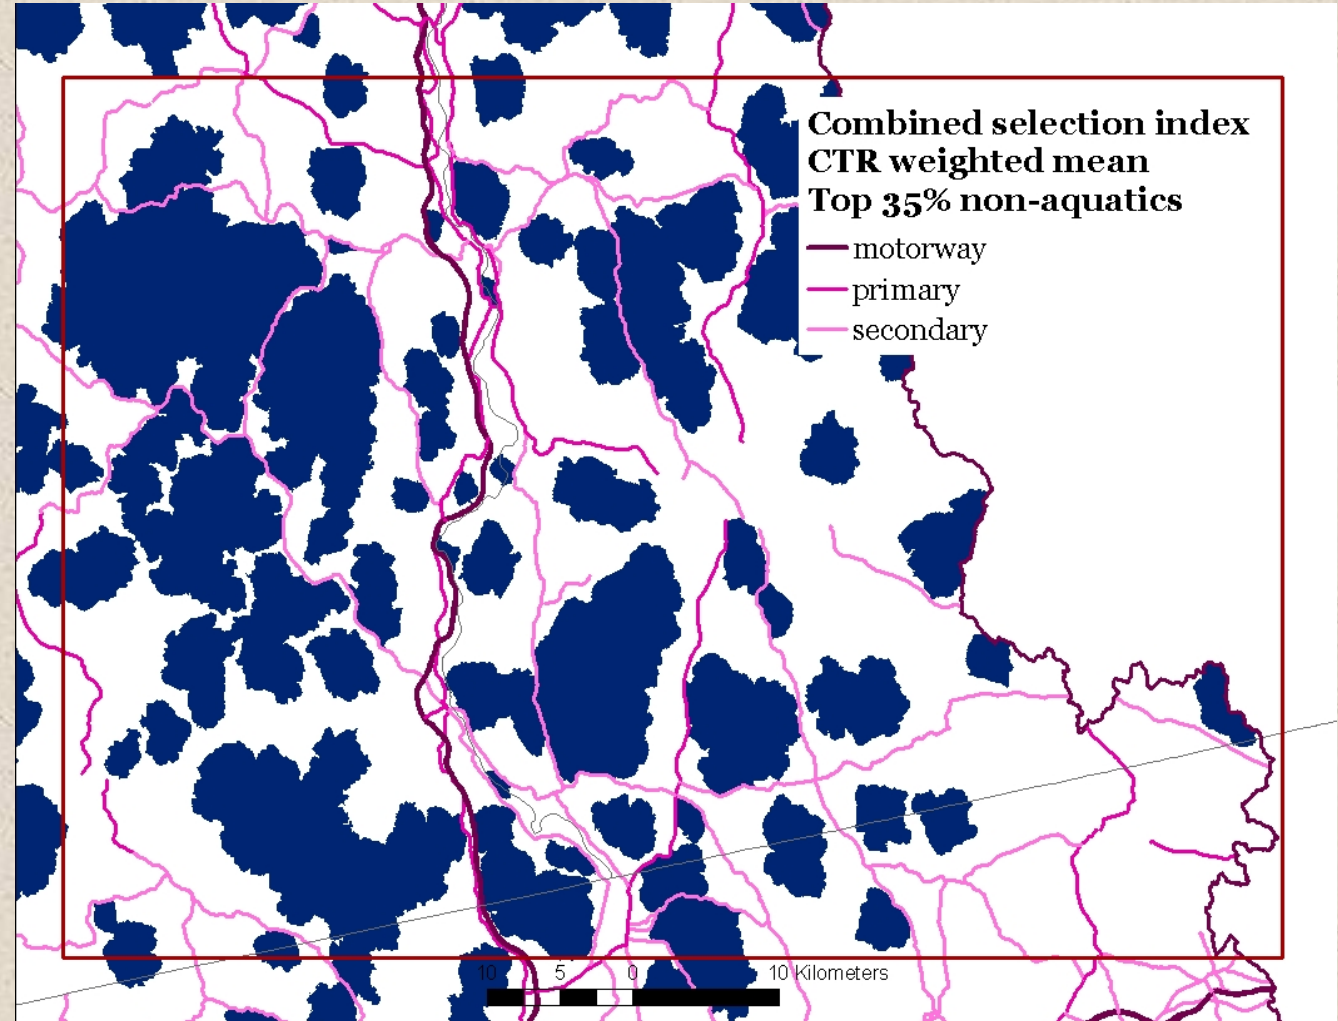 Combined selection index
CTR weighted mean
Top 35% non-aquatics
motorway
primary
secondary
10 5 0 10 Kilometers